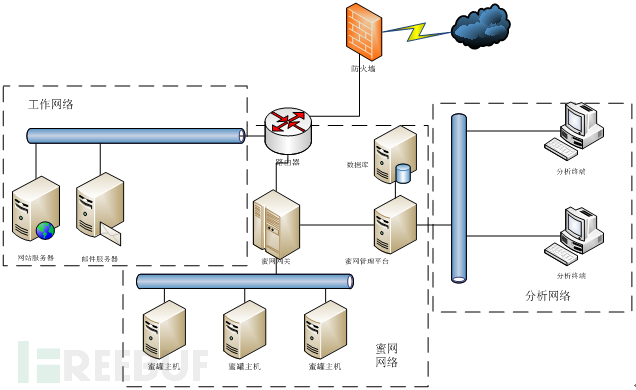 防火墙
工作网络
路由器
数据库
分析终端
网站服务器
邮件服务器
蜜网网关
蜜网管理平台
分析终端
分析网络
蜜罐主机
蜜罐主机
蜜罐主机
蜜网
网络
FREEBUF